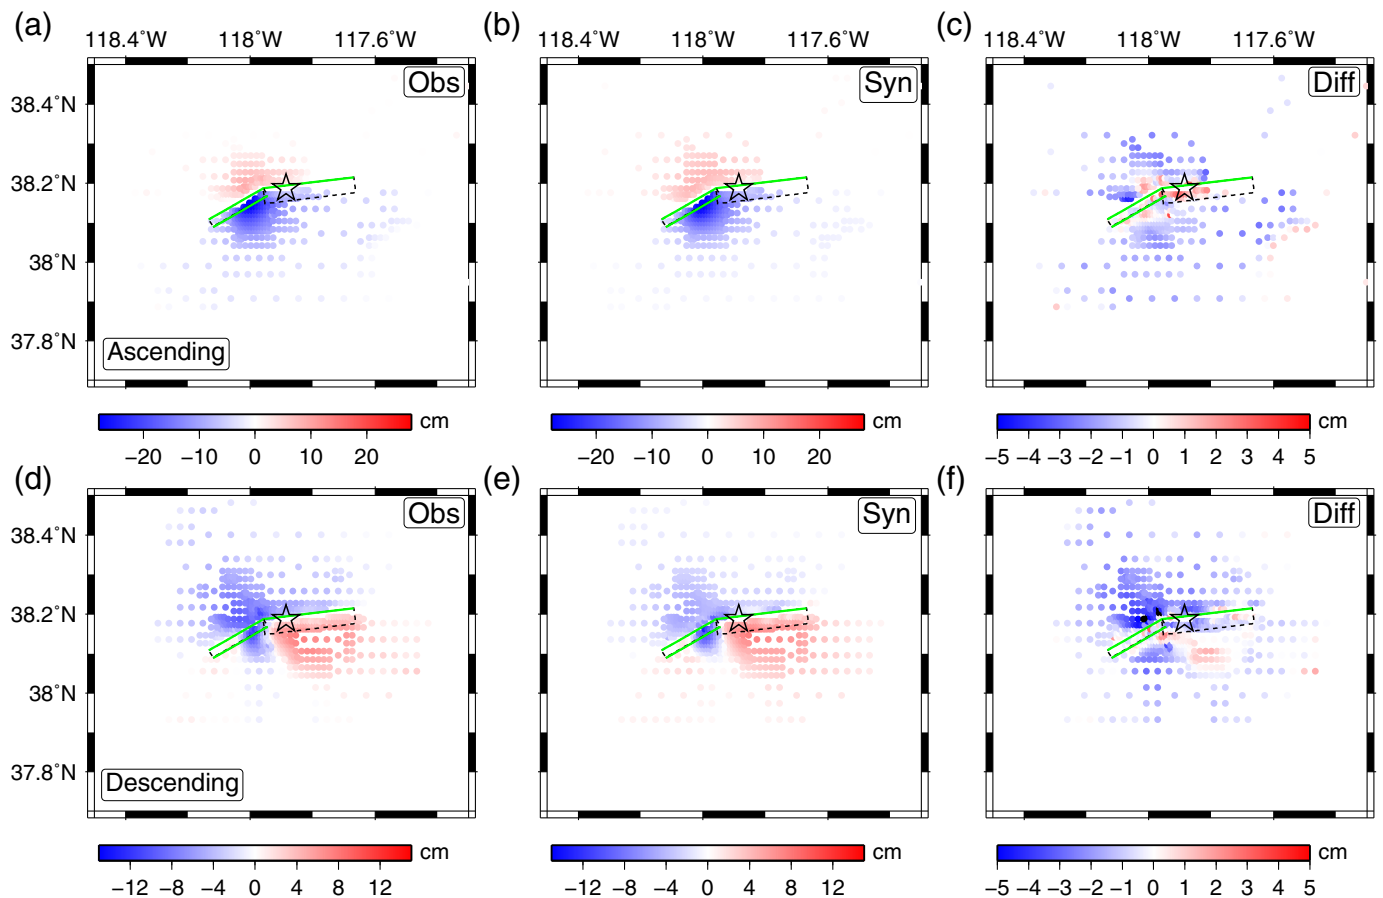 (a) (b) (c)
118.4°W 118°W 117.6°W 118.4°W 118°W 117.6°W 118.4°W 118°W 117.6°W
Obs Syn Diff
38.4°N
38.2°N
38°N
37.8°N
Ascending
cm cm cm
−20 −10 0 10 20 −20 −10 0 10 20 −5 −4 −3 −2 −1 0 1 2 3 4 5
(d) (e) (f)
Obs Syn Diff
38.4°N
38.2°N
38°N
37.8°N
Descending
cm cm cm
−12 −8 −4 0 4 8 12 −12 −8 −4 0 4 8 12 −5 −4 −3 −2 −1 0 1 2 3 4 5